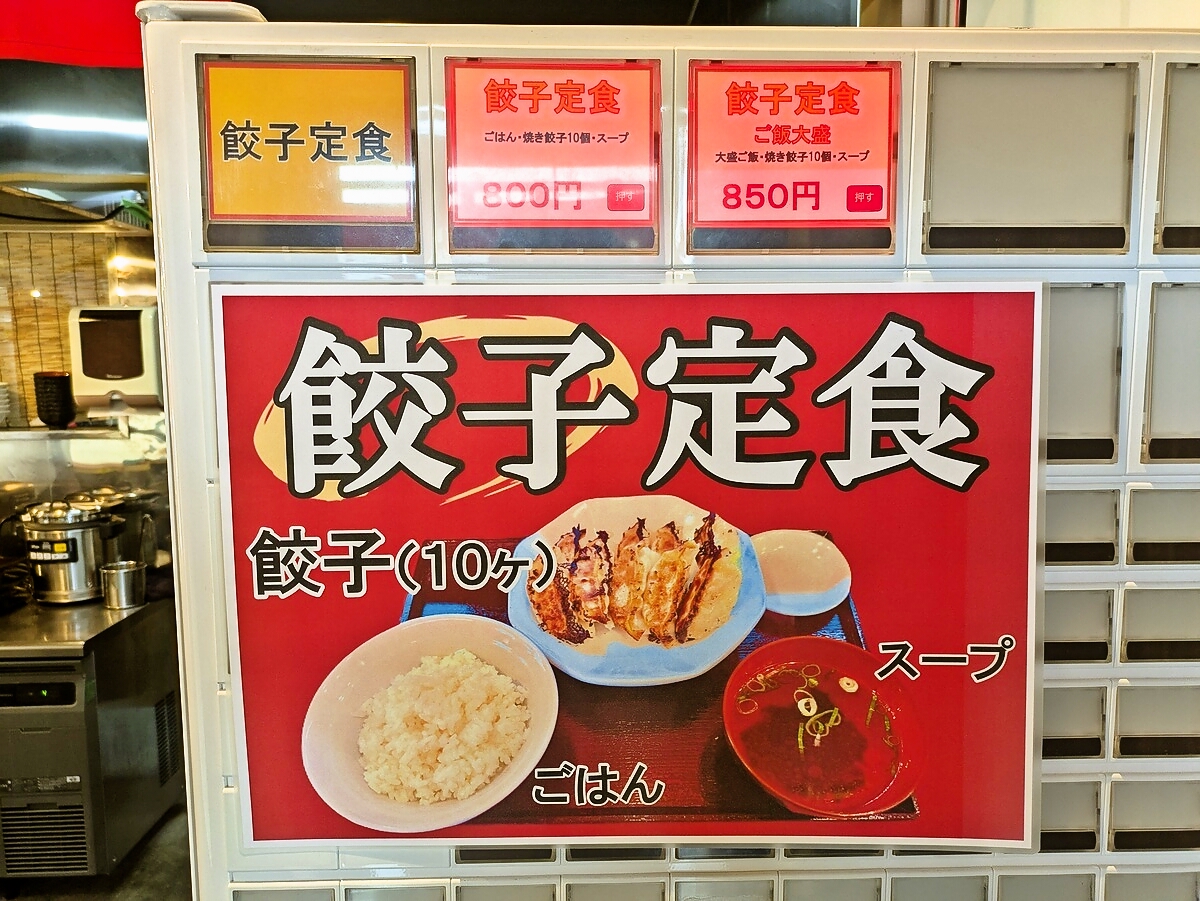 餃子定食
餃子定食
ごはん・焼き餃子10個・スープ
800円
押す
餃子定食
ご飯大盛
大盛ご飯・焼き餃子10個・スープ
850円
押す
餃子定食
餃子(10ヶ)
スープ
ごはん